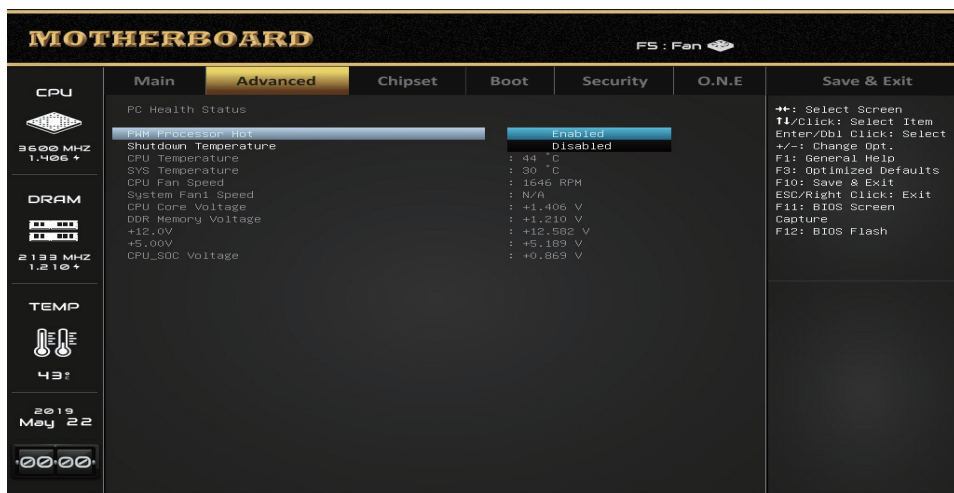 MOTHERBOARD
F5 : Fan
Main Advanced Chipset Boot Security O.N.E Save & Exit
CPU
3600 MHZ
1.406
DRAM
2133 MHZ
1.210
TEMP
43°C
2019
May 22
00:00
PC Health Status
PWM Processor Hot Enabled
Shutdown Temperature Disabled
CPU Temperature : 44 °C
SYS Temperature : 30 °C
CPU Fan Speed : 1646 RPM
System Fan1 Speed : N/A
CPU Core Voltage : +1.406 V
DDR Memory Voltage : +1.210 V
+12.0V : +12.582 V
+5.00V : +5.189 V
CPU_SOC Voltage : +0.869 V
→←: Select Screen
↑↓/Click: Select Item
Enter/Dbl Click: Select
+/-: Change Opt.
F1: General Help
F3: Optimized Defaults
F10: Save & Exit
ESC/Right Click: Exit
F11: BIOS Screen
Capture
F12: BIOS Flash